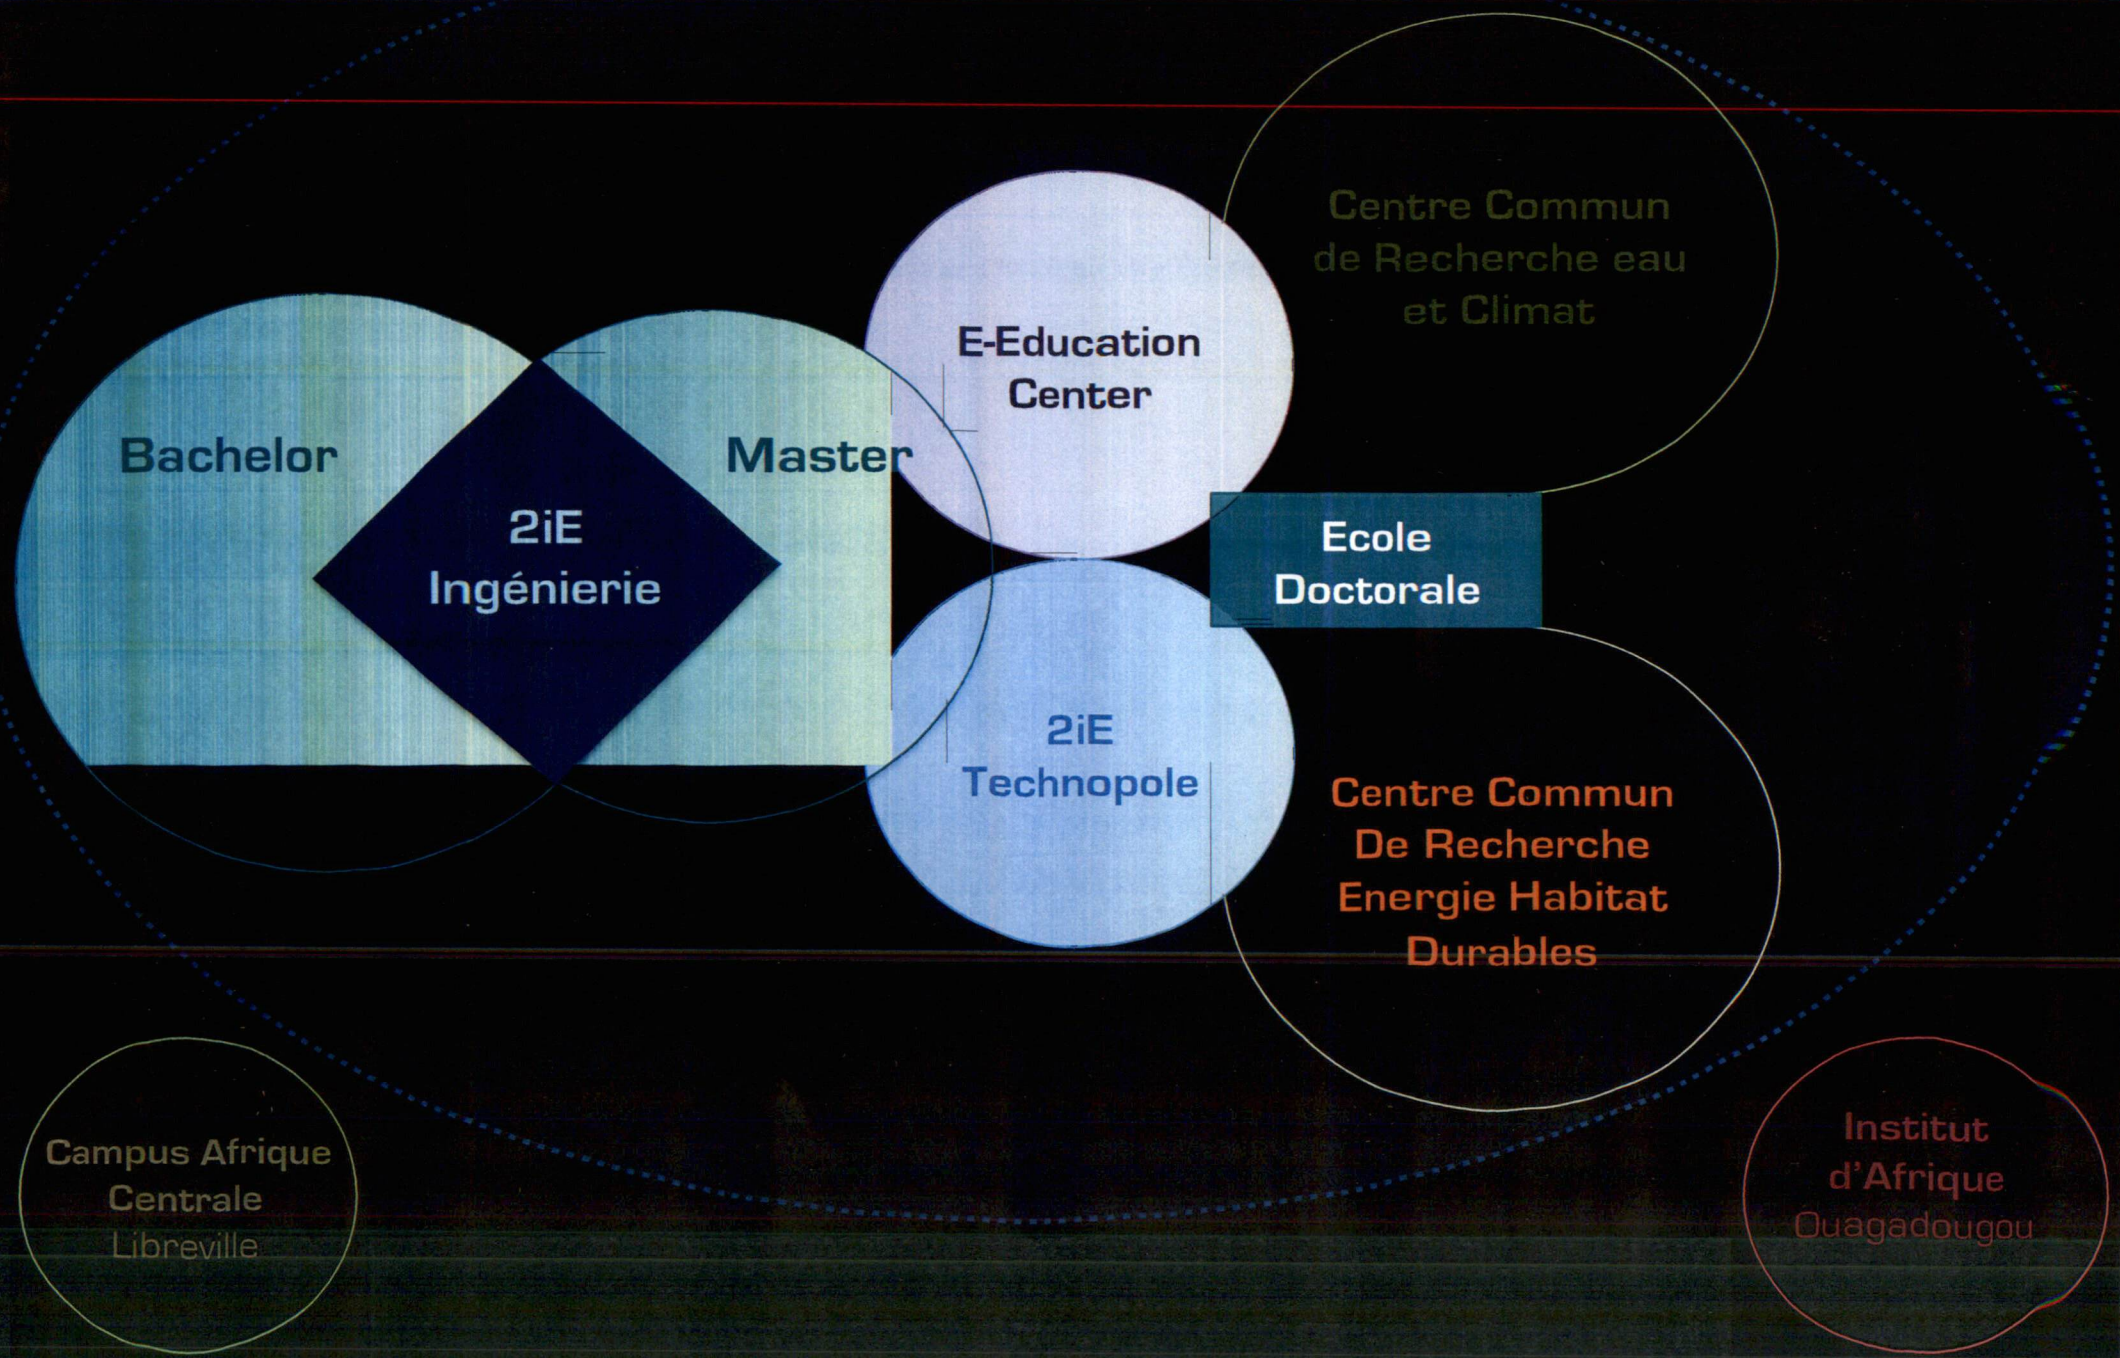 Centre Commun
de Recherche eau
et Climat
E-Education
Center
Bachelor
Master
2iE
Ingénierie
Ecole
Doctorale
2iE
Technopole
Centre Commun
De Recherche
Energie Habitat
Durables
Campus Afrique
Centrale
Libreville
Institut
d'Afrique
Ouagadougou